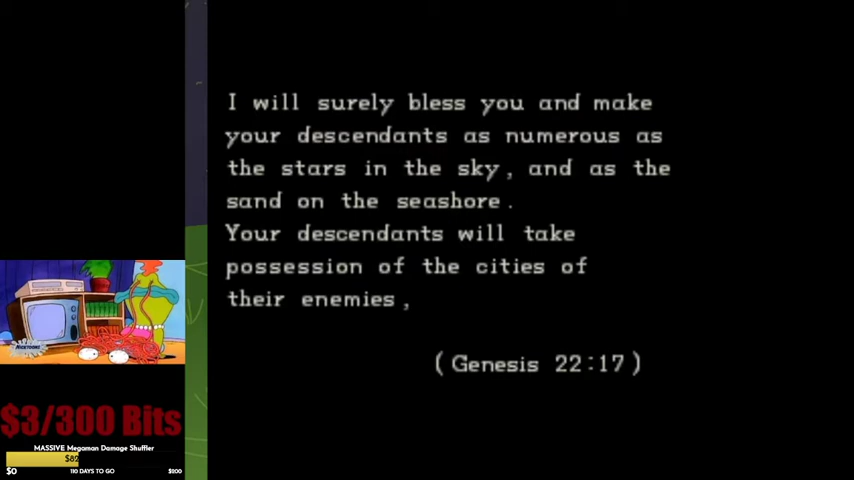 I will surely bless you and make
your descendants as numerous as
the stars in the sky, and as the
sand on the seashore.
Your descendants will take
possession of the cities of
their enemies,
(Genesis 22:17)
$3/300 Bits
MASSIVE Megaman Damage Shuffler
$82
$0
110 DAYS TO GO
$200